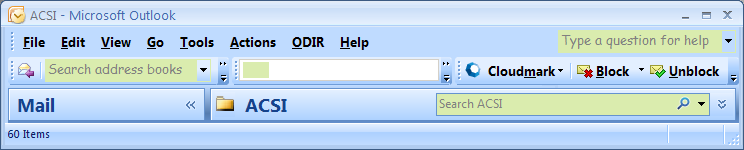 ACSI - Microsoft Outlook
File Edit View Go Tools Actions ODIR Help Type a question for help
Search address books Cloudmark Block Unblock
Mail ACSI Search ACSI
60 Items